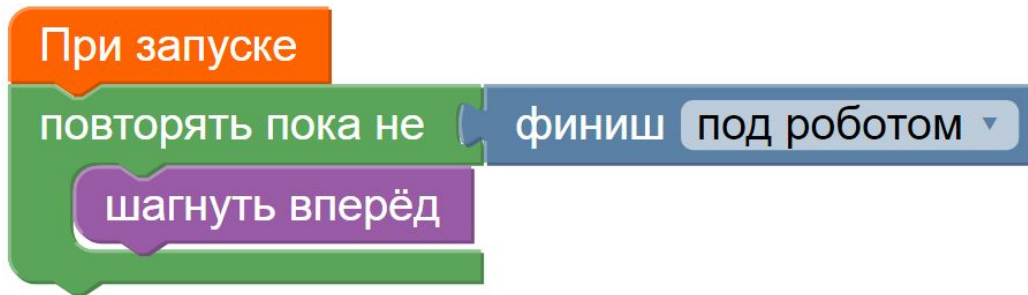 При запуске
повторять пока не финиш под роботом
шагнуть вперёд